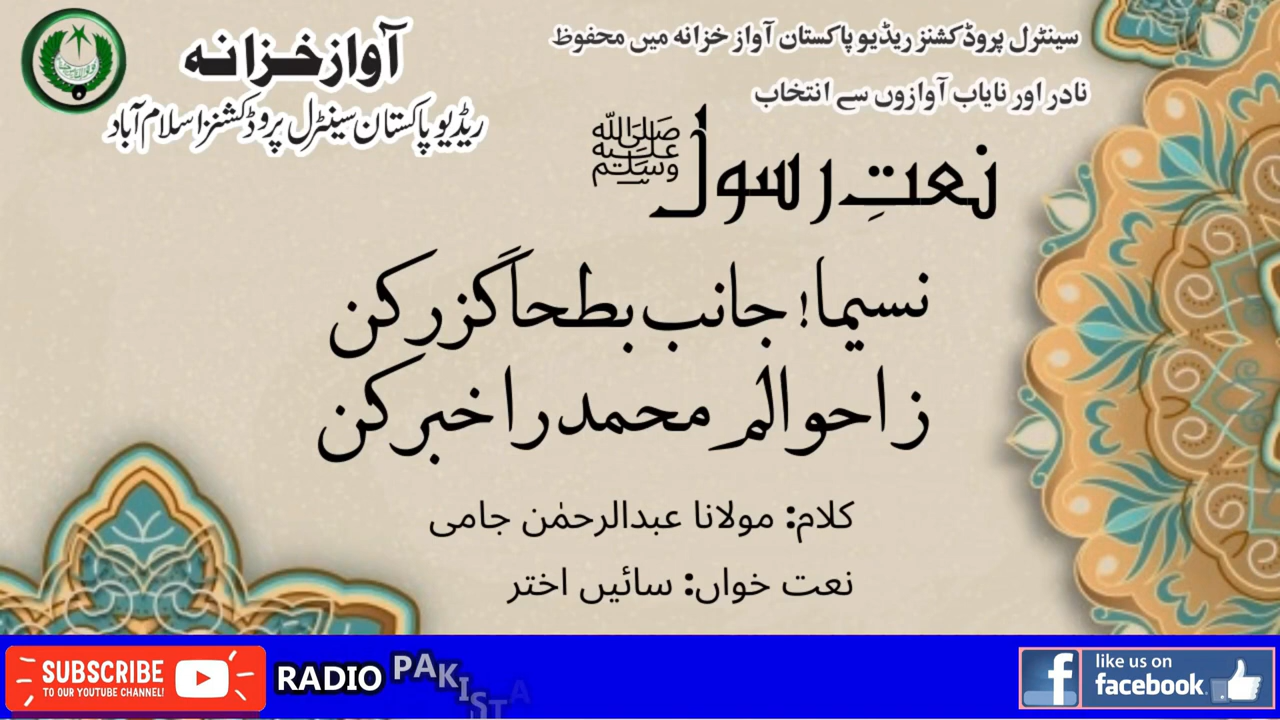 سینٹرل پروڈکشنز ریڈیو پاکستان آواز خزانہ میں محفوظ
نادر اور نایاب آوازوں سے انتخاب
آواز خزانہ
ریڈیو پاکستان سینٹرل پروڈکشنز اسلام آباد
نعتِ رسول ﷺ
نسیما! جانب بطحا گزر کن
ز احوالم محمد را خبر کن
کلام: مولانا عبدالرحمٰن جامی
نعت خواں: سائیں اختر
SUBSCRIBE
TO OUR YOUTUBE CHANNEL!
RADIO PAKISTA
like us on
facebook